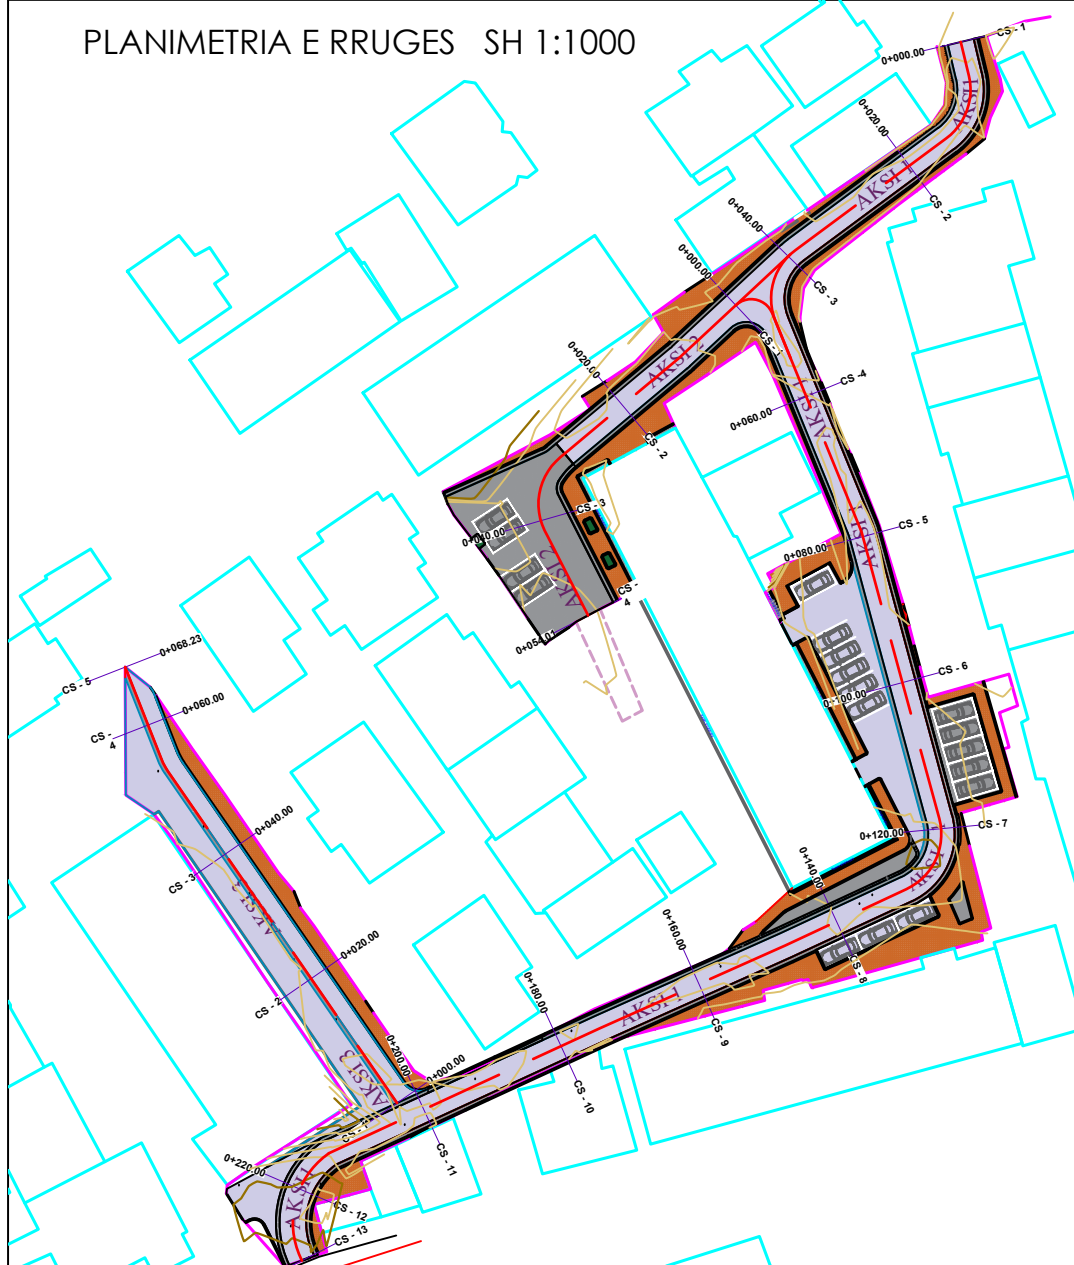 PLANIMETRIA E RRUGES SH 1:1000
CS - 1
0+000.00
AKSI 1
0+020.00
AKSI 1
CS - 2
0+040.00
0+000.00
CS - 3
CS - 1
AKSI 2
0+020.00
CS - 4
AKSI 1
0+060.00
CS - 2
CS - 3
0+040.00
CS - 5
AKSI 1
0+080.00
AKSI 2
CS - 4
0+054.01
0+068.23
CS - 5
CS - 6
0+100.00
0+060.00
CS - 4
0+040.00
CS - 7
0+120.00
CS - 3
AKSI
0+140.00
AKSI 3
0+160.00
0+020.00
CS - 8
0+180.00
CS - 2
AKSI 1
CS - 9
0+200.00
0+000.00
AKSI 3
CS - 10
CS - 11
0+220.00
AKSI 1
CS - 12
CS - 13